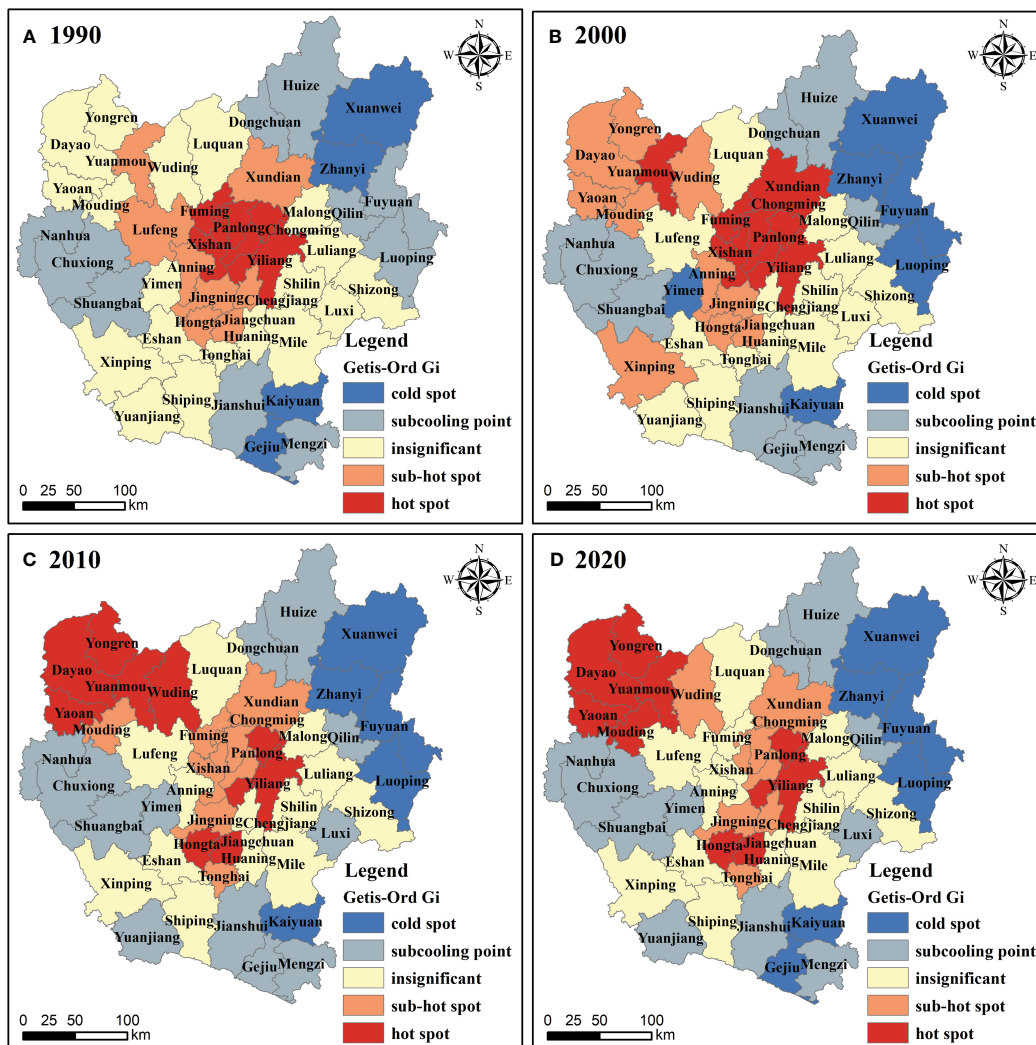 A 1990
N
W E
S
Huize
Xuanwei
Dongchuan
Yongren
Luquan
Dayao
Yuanmou
Wuding
Zhanyi
Xundian
Yaoan
Mouding
Fuming
Malong Qilin
Fuyuan
Panlong
Chongming
Nanhua
Lufeng
Xishan
Luliang
Luoping
Chuxiong
Anning
Yiliang
Yimen
Shilin
Shizong
Shuangbai
Jingning
Chengjiang
Luxi
Hongta
Jiangchuan
Eshan
Huaning
Mile
Tonghai
Xinping
Shiping
Jianshui
Kaiyuan
Yuanjiang
Gejiu
Mengzi
Legend
Getis-Ord Gi
cold spot
subcooling point
insignificant
sub-hot spot
hot spot
0 25 50 100
km
B 2000
N
W E
S
Huize
Xuanwei
Dongchuan
Yongren
Luquan
Dayao
Yuanmou
Wuding
Zhanyi
Xundian
Yaoan
Chongming
Mouding
Fuming
Malong
Qilin
Fuyuan
Panlong
Nanhua
Lufeng
Xishan
Luliang
Luoping
Chuxiong
Anning
Yiliang
Yimen
Shilin
Shizong
Shuangbai
Jingning
Chengjiang
Luxi
Hongta
Jiangchuan
Eshan
Huaning
Mile
Tonghai
Xinping
Shiping
Jianshui
Kaiyuan
Yuanjiang
Gejiu
Mengzi
Legend
Getis-Ord Gi
cold spot
subcooling point
insignificant
sub-hot spot
hot spot
0 25 50 100
km
C 2010
N
W E
S
Huize
Xuanwei
Dongchuan
Yongren
Luquan
Dayao
Yuanmou
Wuding
Zhanyi
Xundian
Yaoan
Chongming
Mouding
Fuming
Malong
Qilin
Fuyuan
Panlong
Nanhua
Lufeng
Xishan
Luliang
Luoping
Chuxiong
Anning
Yiliang
Yimen
Shilin
Shizong
Shuangbai
Jingning
Chengjiang
Luxi
Hongta
Jiangchuan
Eshan
Huaning
Mile
Tonghai
Xinping
Shiping
Jianshui
Kaiyuan
Yuanjiang
Gejiu
Mengzi
Legend
Getis-Ord Gi
cold spot
subcooling point
insignificant
sub-hot spot
hot spot
0 25 50 100
km
D 2020
N
W E
S
Huize
Xuanwei
Dongchuan
Yongren
Luquan
Dayao
Yuanmou
Wuding
Zhanyi
Xundian
Yaoan
Chongming
Mouding
Fuming
Malong
Qilin
Fuyuan
Panlong
Nanhua
Lufeng
Xishan
Luliang
Luoping
Chuxiong
Anning
Yiliang
Yimen
Shilin
Shizong
Shuangbai
Jingning
Chengjiang
Luxi
Hongta
Jiangchuan
Eshan
Huaning
Mile
Tonghai
Xinping
Shiping
Jianshui
Kaiyuan
Yuanjiang
Gejiu
Mengzi
Legend
Getis-Ord Gi
cold spot
subcooling point
insignificant
sub-hot spot
hot spot
0 25 50 100
km